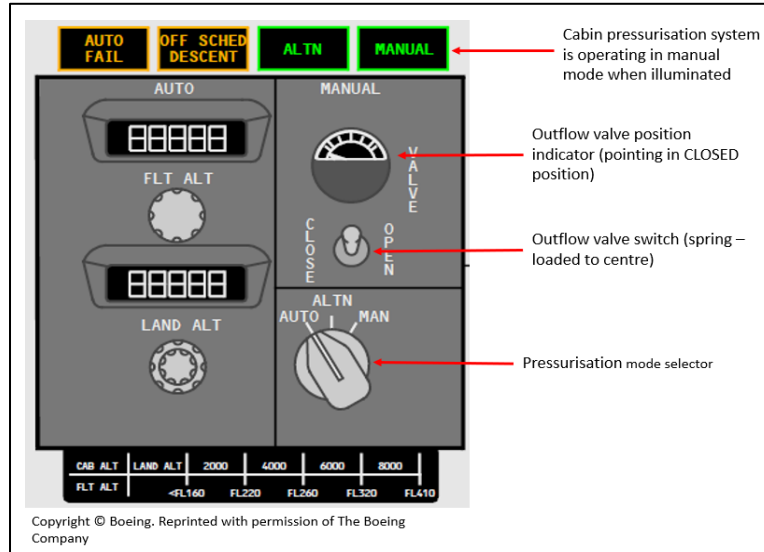 AUTO
FAIL
OFF SCHED
DESCENT
ALTN
MANUAL
Cabin pressurisation system
is operating in manual
mode when illuminated
AUTO
MANUAL
88888
FLT ALT
VALVE
Outflow valve position
indicator (pointing in CLOSED
position)
CLOSE
OPEN
Outflow valve switch (spring –
loaded to centre)
88888
LAND ALT
ALTN
AUTO
MAN
Pressurisation mode selector
CAB ALT LAND ALT 2000 4000 6000 8000
FLT ALT <FL160 FL220 FL260 FL320 FL410
Copyright © Boeing. Reprinted with permission of The Boeing
Company